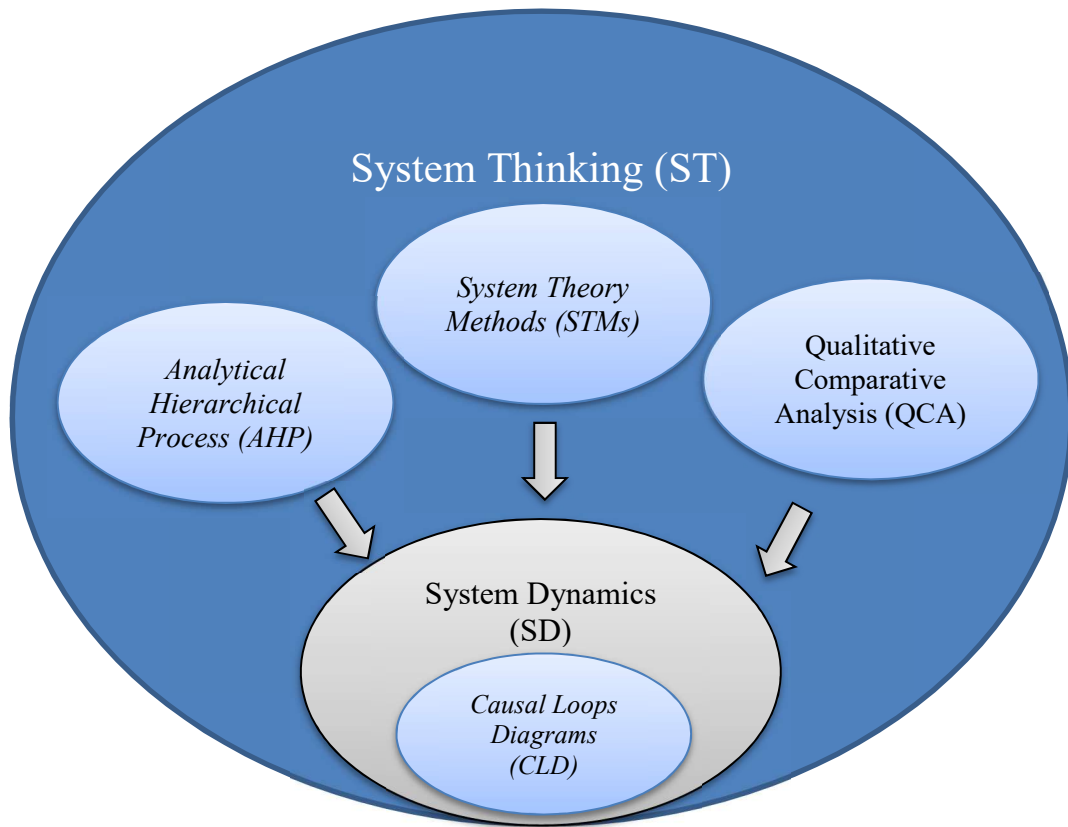 System Thinking (ST)
System Theory
Methods (STMs)
Analytical
Hierarchical
Process (AHP)
Qualitative
Comparative
Analysis (QCA)
System Dynamics
(SD)
Causal Loops
Diagrams
(CLD)